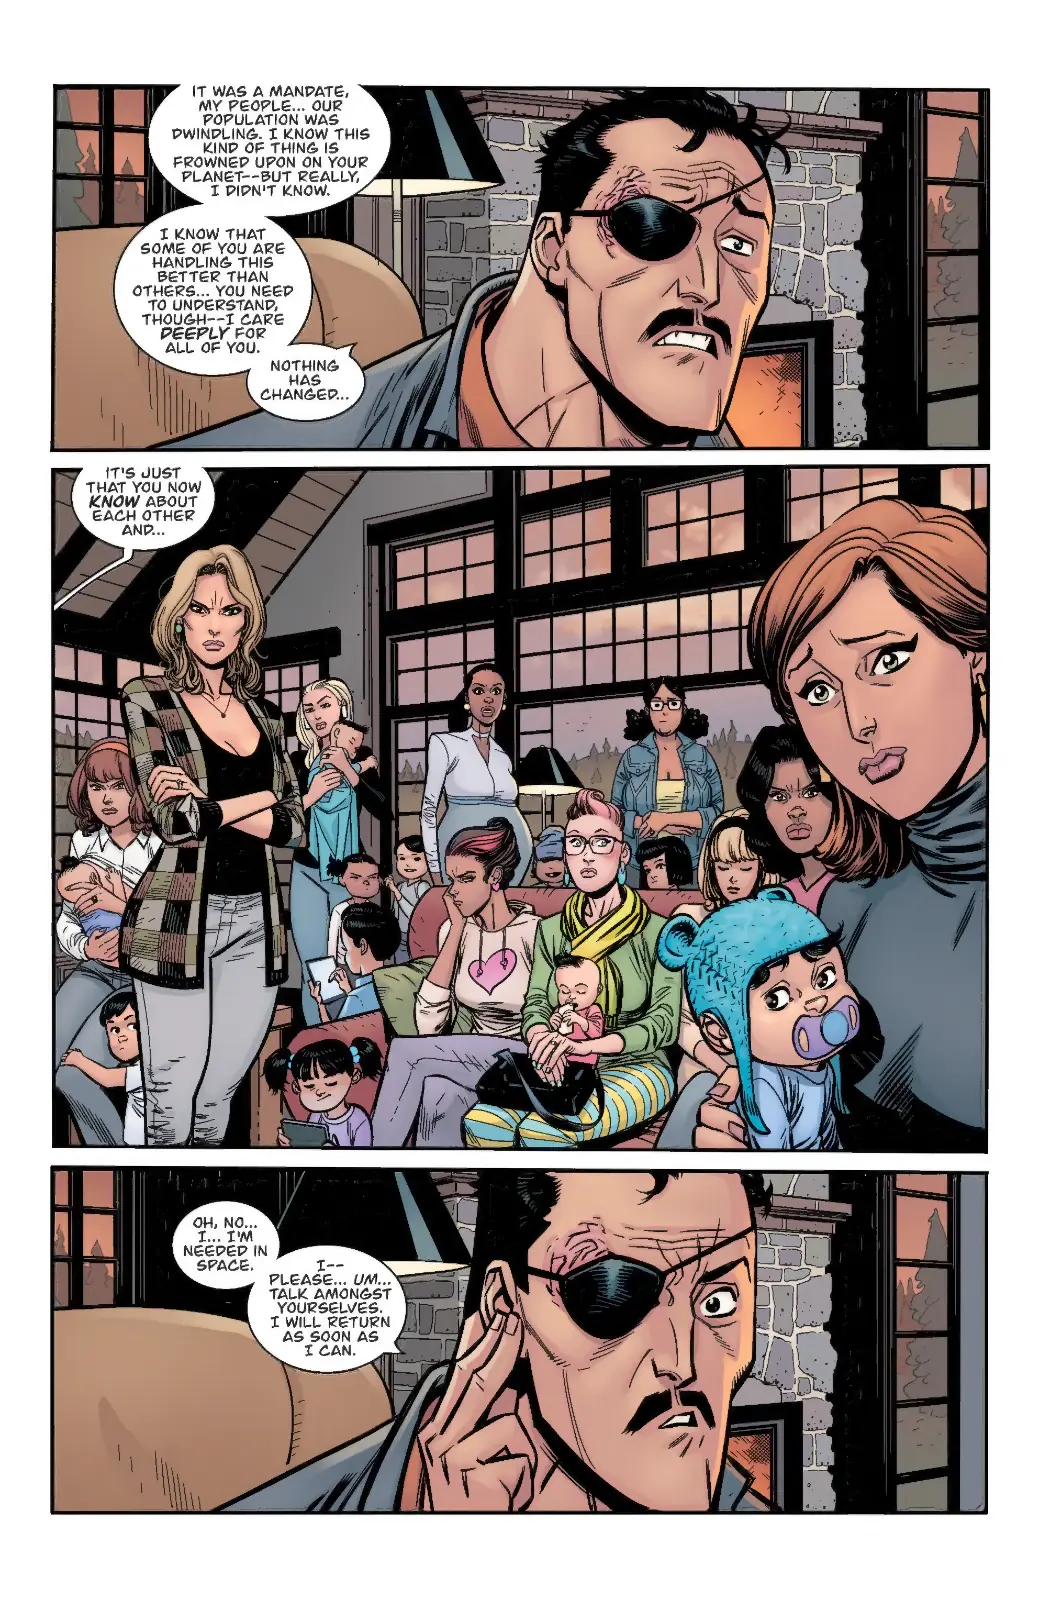 IT WAS A MANDATE,
MY PEOPLE... OUR
POPULATION WAS
DWINDLING. I KNOW THIS
KIND OF THING IS
FROWNED UPON ON YOUR
PLANET--BUT REALLY,
I DIDN'T KNOW.
I KNOW THAT
SOME OF YOU ARE
HANDLING THIS
BETTER THAN
OTHERS... YOU NEED
TO UNDERSTAND,
THOUGH--I CARE
DEEPLY FOR
ALL OF YOU.
NOTHING
HAS
CHANGED...
IT'S JUST
THAT YOU NOW
KNOW ABOUT
EACH OTHER
AND...
OH, NO...
I... I'M
NEEDED IN
SPACE.
I--
PLEASE... UM...
TALK AMONGST
YOURSELVES.
I WILL RETURN
AS SOON AS
I CAN.